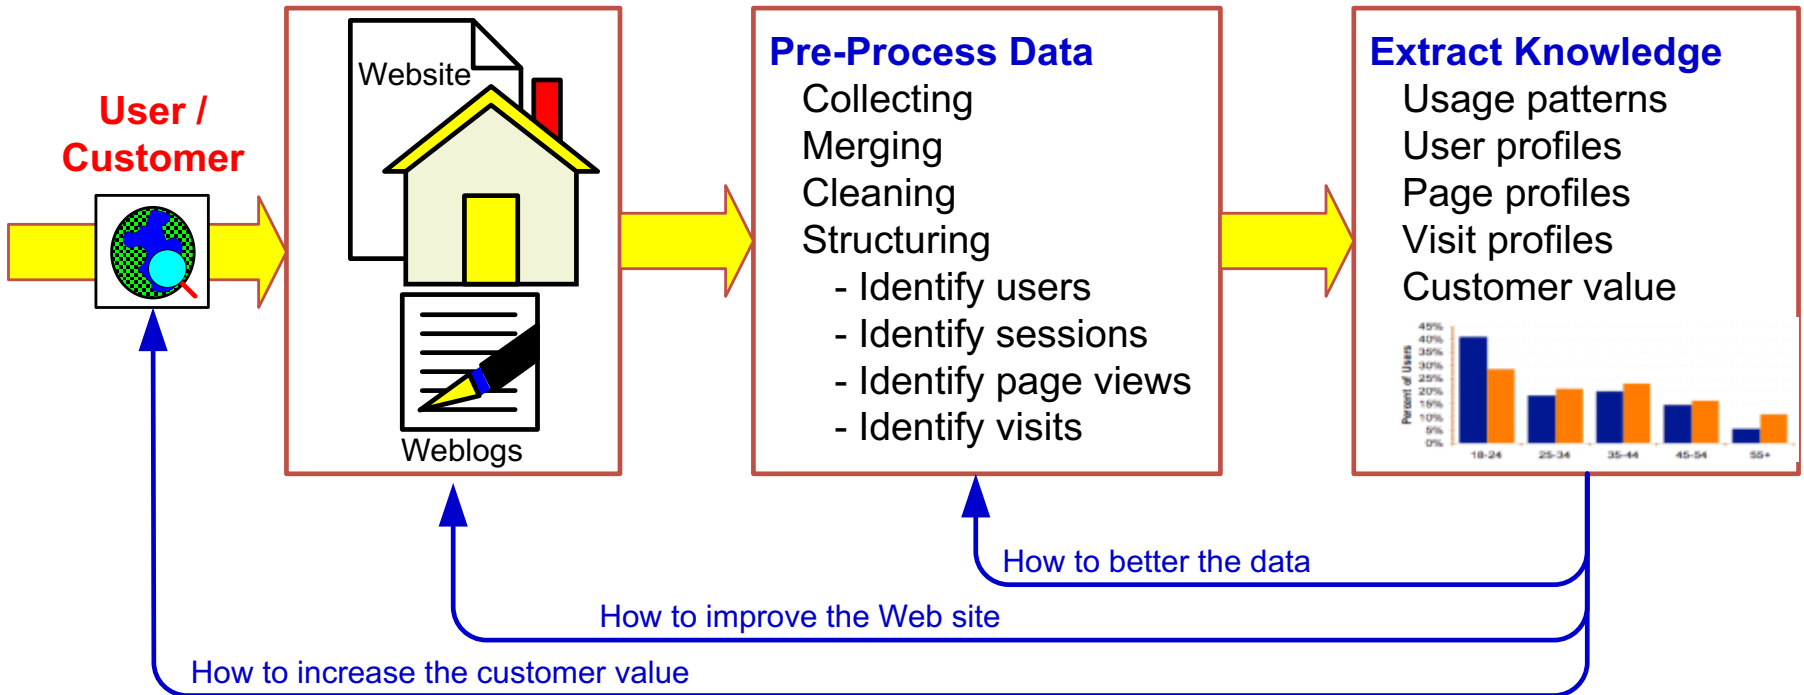 User /
Customer
Website
Weblogs
Pre-Process Data
Collecting
Merging
Cleaning
Structuring
- Identify users
- Identify sessions
- Identify page views
- Identify visits
Extract Knowledge
Usage patterns
User profiles
Page profiles
Visit profiles
Customer value
Percent of Users
45%
40%
35%
30%
25%
20%
15%
10%
5%
0%
18-24
25-34
35-44
45-54
55+
How to better the data
How to improve the Web site
How to increase the customer value